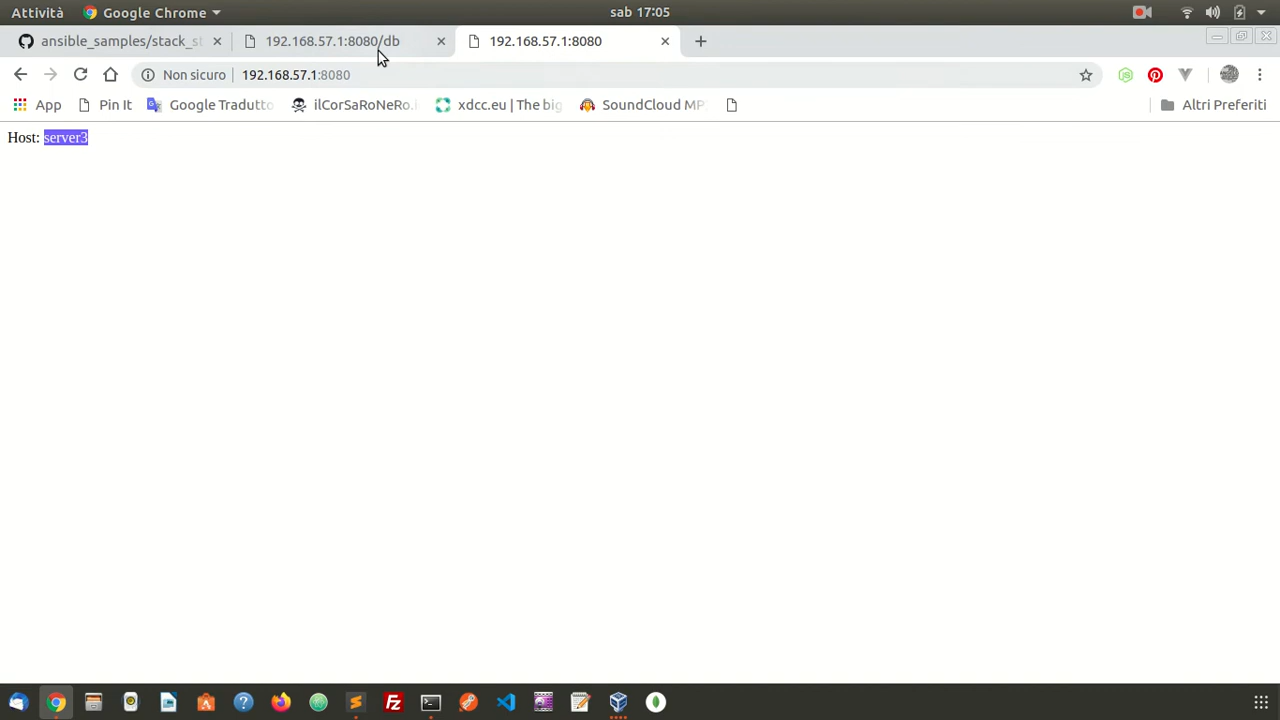 Attività Google Chrome sab 17:05
ansible_samples/stack_st 192.168.57.1:8080/db 192.168.57.1:8080
Non sicuro 192.168.57.1:8080
App Pin It Google Tradutto ilCorSaRoNeRo. xdcc.eu | The big SoundCloud MP Altri Preferiti
Host: server3